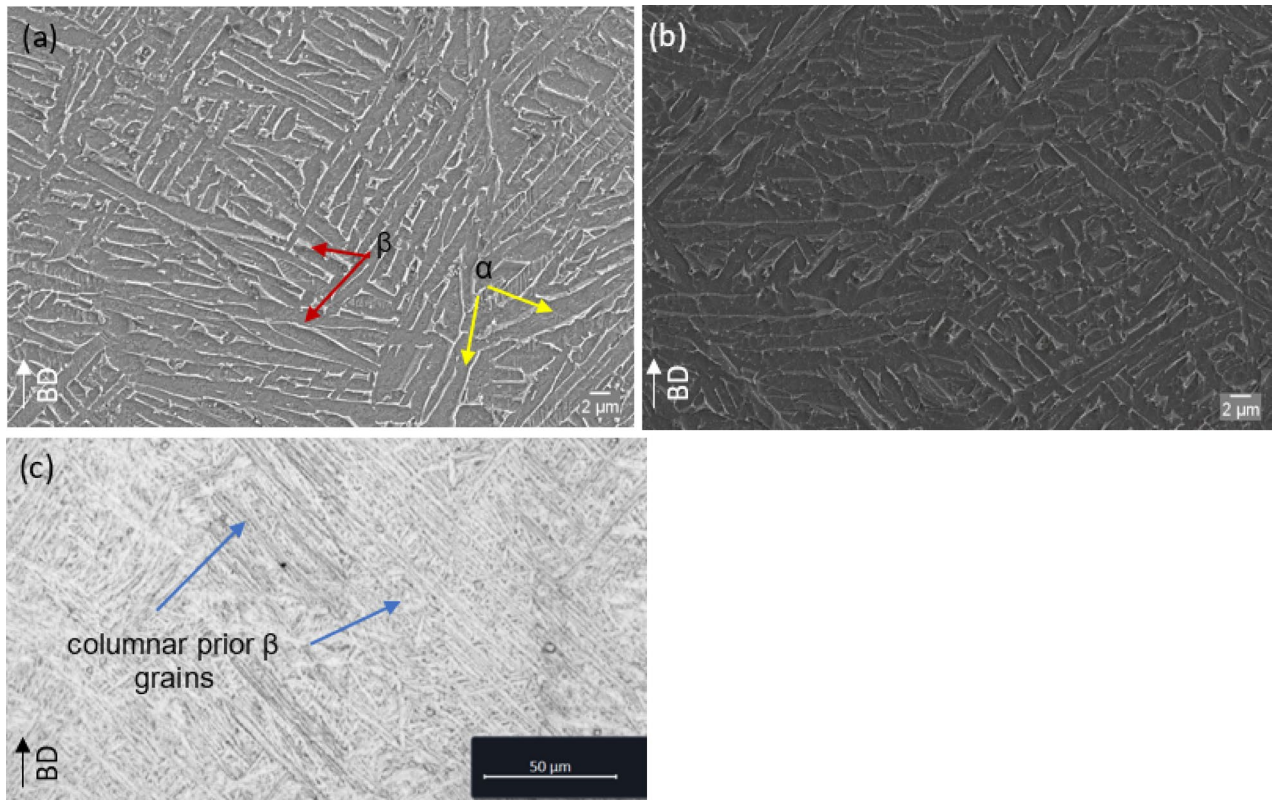 (a)
β
α
BD
2 μm
(b)
BD
2 μm
(c)
columnar prior β
grains
BD
50 μm